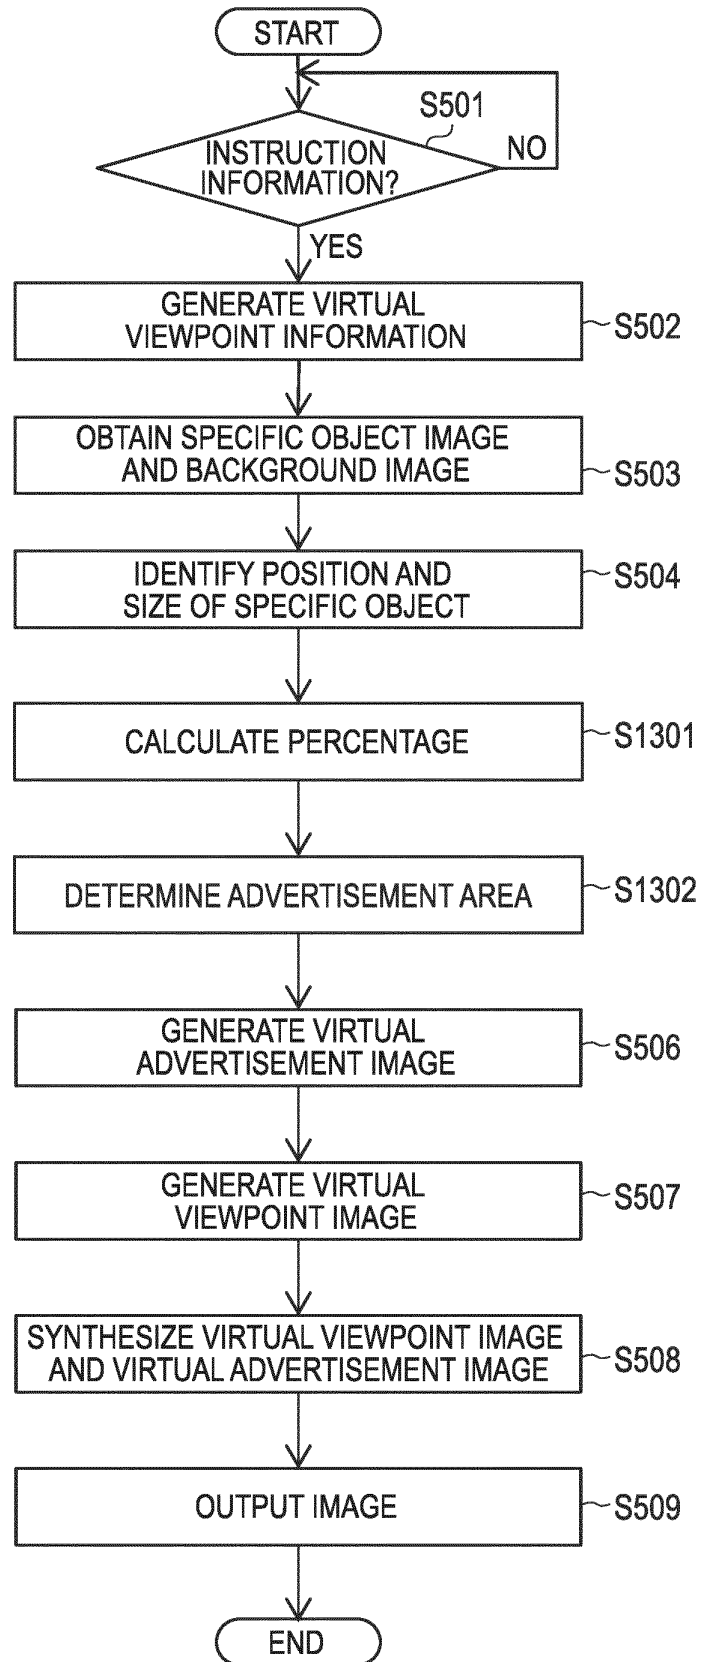 START
S501
INSTRUCTION
INFORMATION?
NO
YES
GENERATE VIRTUAL
VIEWPOINT INFORMATION
S502
OBTAIN SPECIFIC OBJECT IMAGE
AND BACKGROUND IMAGE
S503
IDENTIFY POSITION AND
SIZE OF SPECIFIC OBJECT
S504
CALCULATE PERCENTAGE
S1301
DETERMINE ADVERTISEMENT AREA
S1302
GENERATE VIRTUAL
ADVERTISEMENT IMAGE
S506
GENERATE VIRTUAL
VIEWPOINT IMAGE
S507
SYNTHESIZE VIRTUAL VIEWPOINT IMAGE
AND VIRTUAL ADVERTISEMENT IMAGE
S508
OUTPUT IMAGE
S509
END